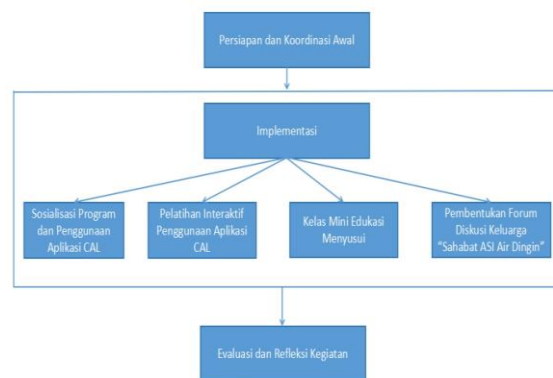 Persiapan dan Koordinasi Awal
Implementasi
Sosialisasi Program
dan Penggunaan
Aplikasi CAL
Pelatihan Interaktif
Penggunaan Aplikasi
CAL
Kelas Mini Edukasi
Menyusui
Pembentukan Forum
Diskusi Keluarga
“Sahabat ASI Air Dingin”
Evaluasi dan Refleksi Kegiatan